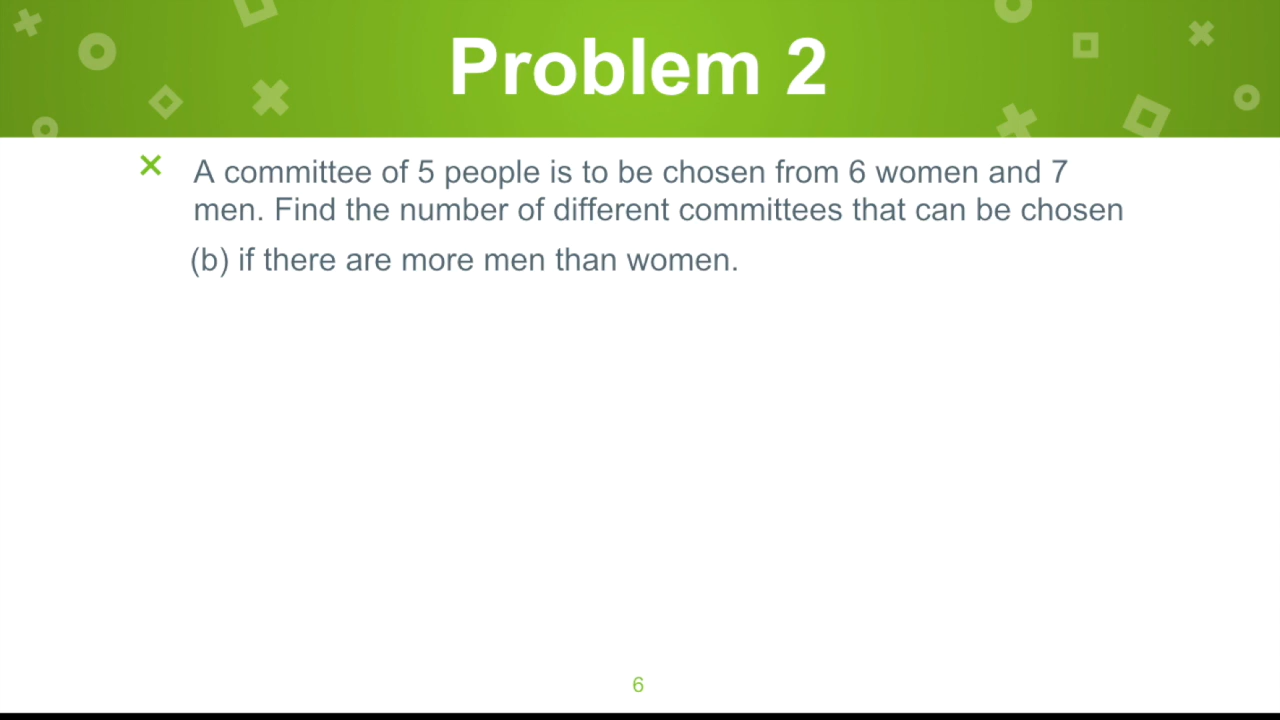 Problem 2
A committee of 5 people is to be chosen from 6 women and 7
men. Find the number of different committees that can be chosen
(b) if there are more men than women.
6